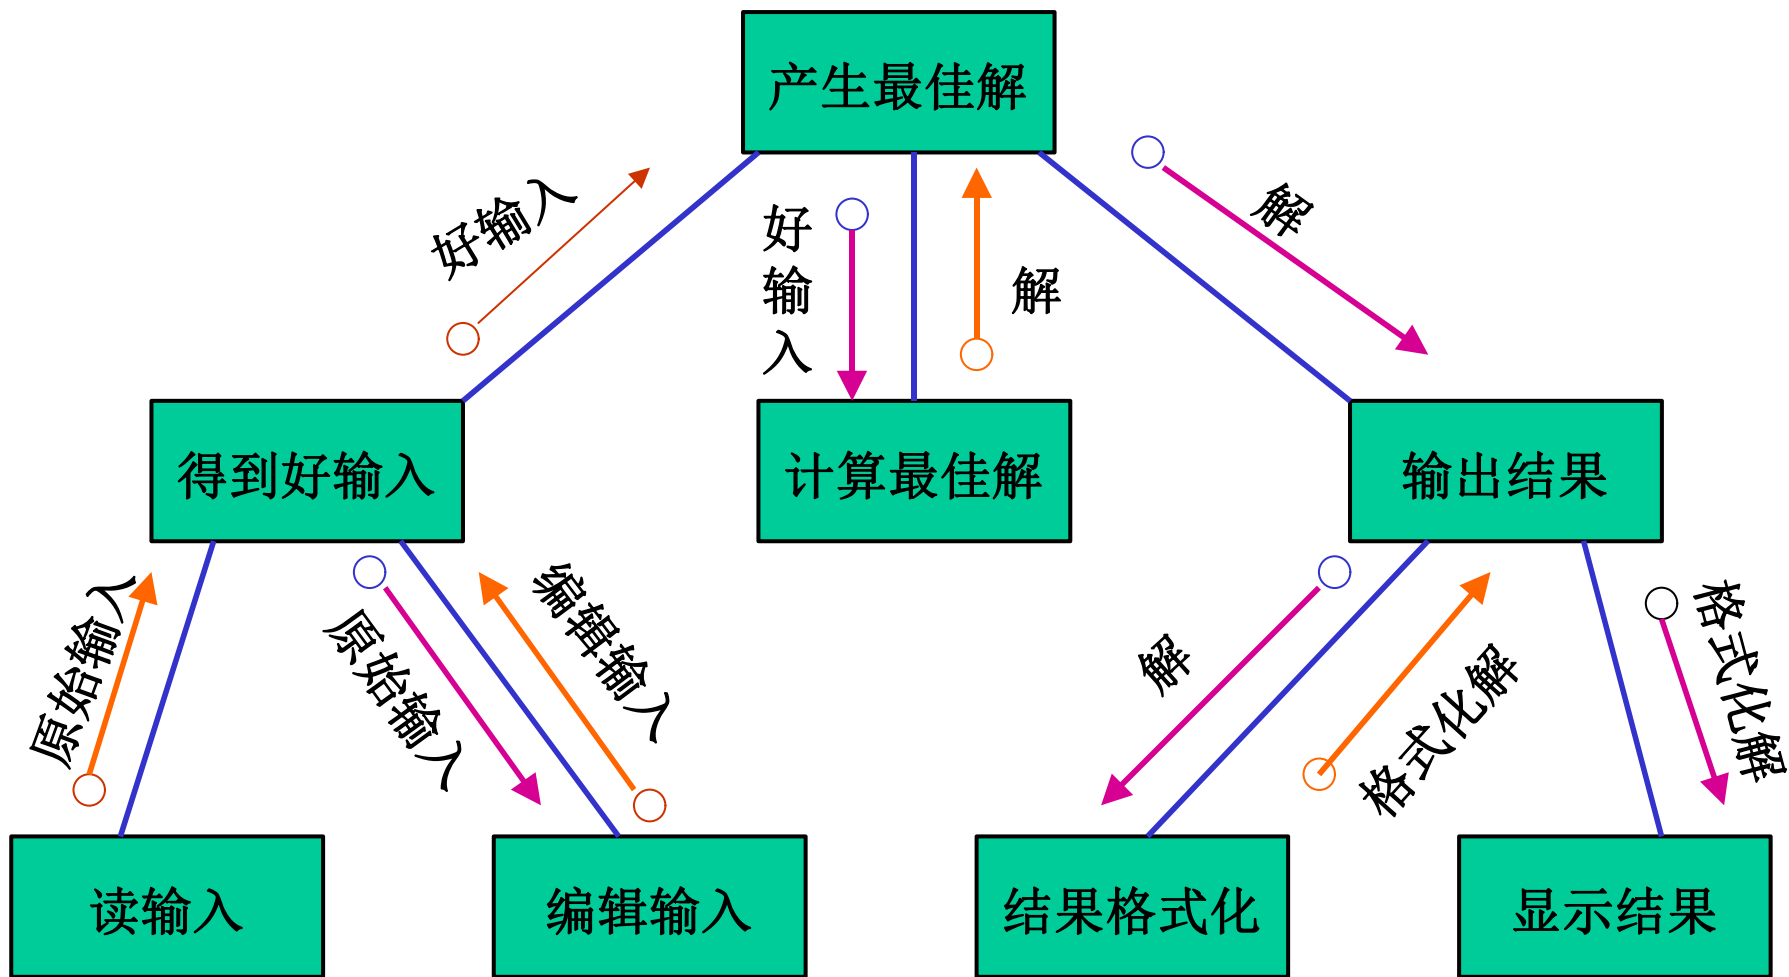 产生最佳解
好输入
好输入
解
解
得到好输入
计算最佳解
输出结果
原始输入
原始输入
编辑输入
解
格式化解
格式化解
读输入
编辑输入
结果格式化
显示结果